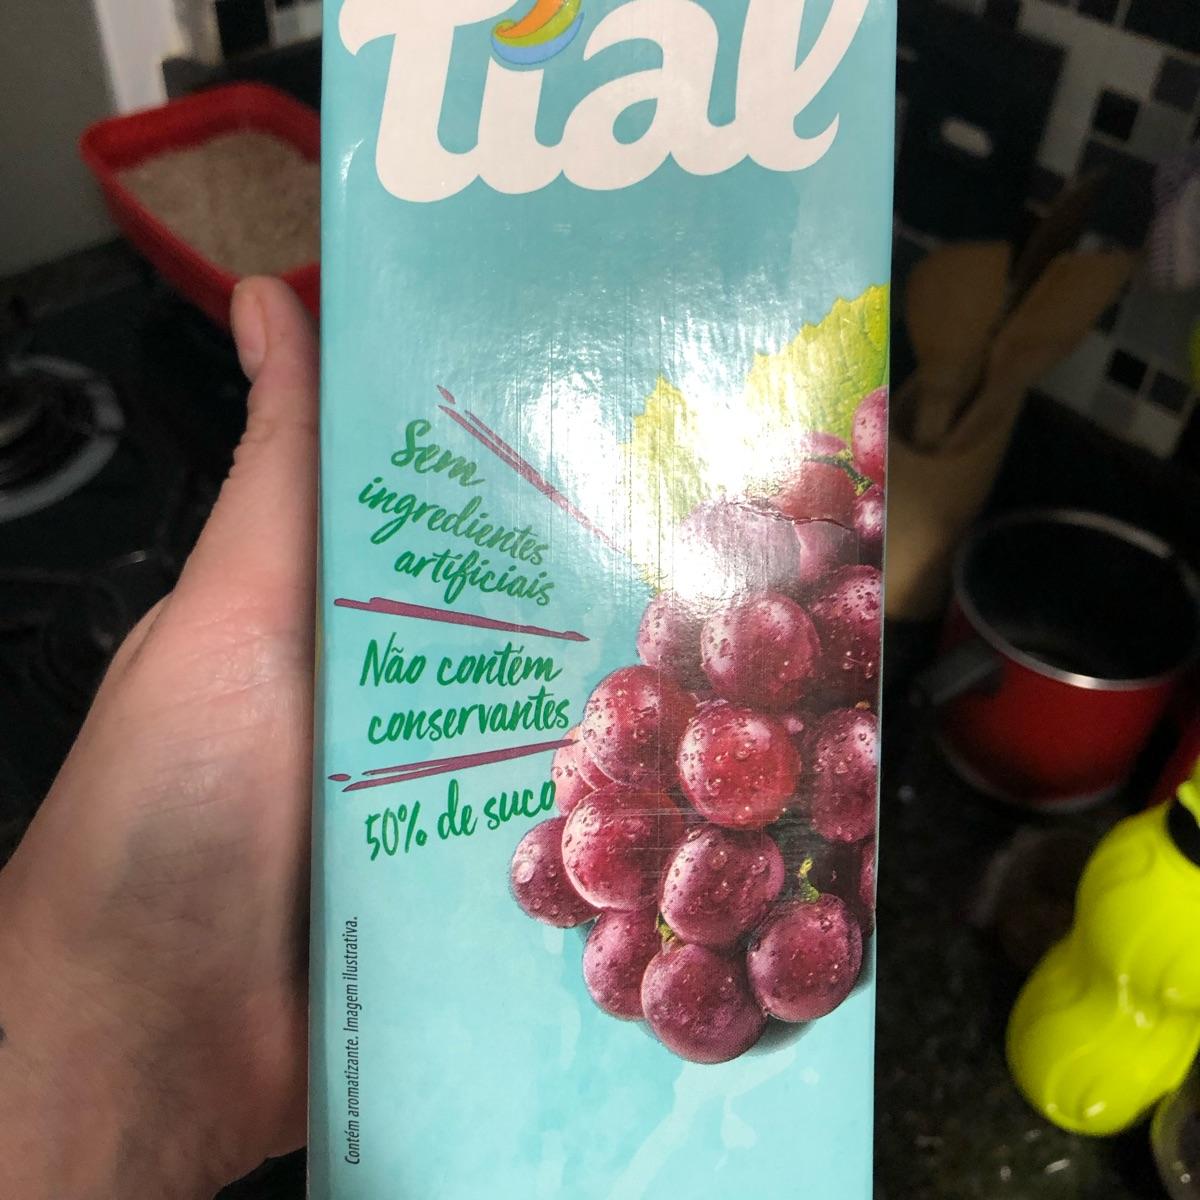 tial
Sem
ingredientes
artificiais
Não contém
conservantes
50% de suco
Contém aromatizante. Imagem ilustrativa.